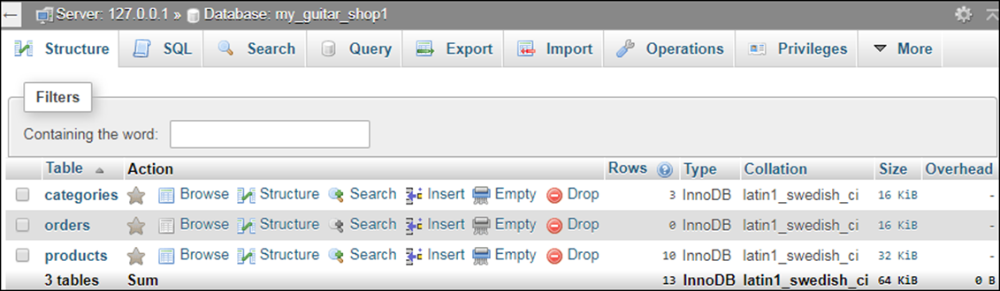 Server: 127.0.0.1 » Database: my_guitar_shop1
Structure SQL Search Query Export Import Operations Privileges More
Filters
Containing the word:
Table Action Rows Type Collation Size Overhead
categories Browse Structure Search Insert Empty Drop 3 InnoDB latin1_swedish_ci 16 KiB -
orders Browse Structure Search Insert Empty Drop 0 InnoDB latin1_swedish_ci 16 KiB -
products Browse Structure Search Insert Empty Drop 10 InnoDB latin1_swedish_ci 32 KiB -
3 tables Sum 13 InnoDB latin1_swedish_ci 64 KiB 0 B